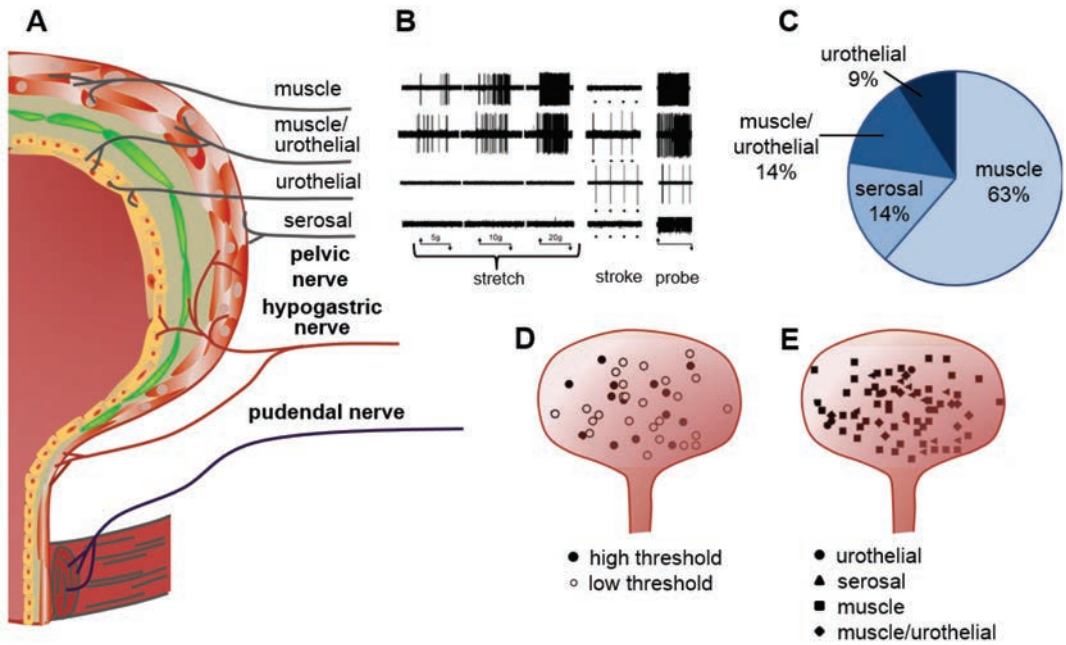 A
muscle
muscle/
urothelial
urothelial
serosal
pelvic
nerve
hypogastric
nerve
pudendal nerve
B
5g 10g 20g
stretch stroke probe
C
urothelial
9%
muscle/
urothelial
14%
serosal
14%
muscle
63%
D
high threshold
low threshold
E
urothelial
serosal
muscle
muscle/urothelial